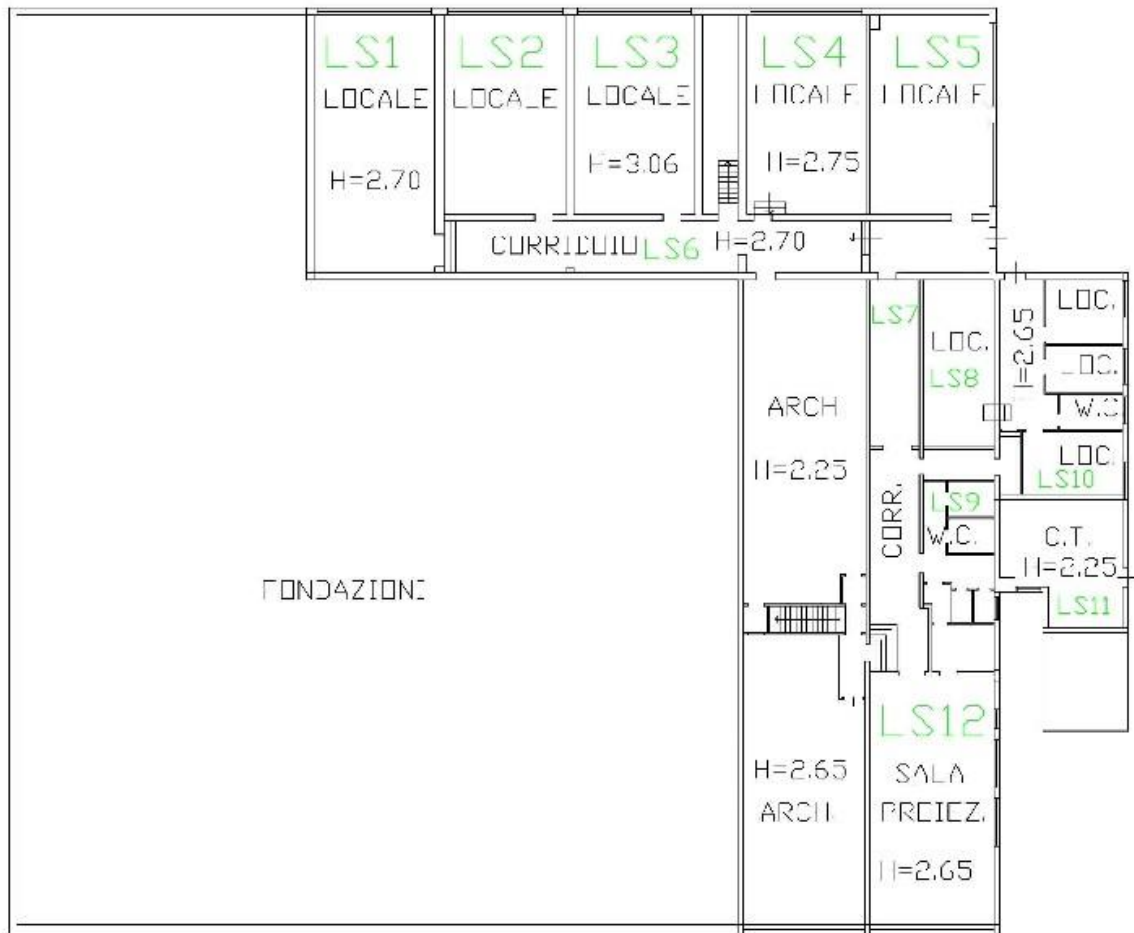 LS1
LOCALE
H=2.70
LS2
LOCALE
LS3
LOCALE
H=3.06
LS4
LOCALE
H=2.75
LS5
LOCALE
CORRIDOIO
LS6
H=2.70
LS7
LOC.
LS8
H=2.65
LOC.
LOC.
W.C.
LOC.
LS10
ARCH
H=2.25
CORR.
LS9
W.C.
C.T.
H=2.25
LS11
FONDAZIONI
LS12
SALA
PROIEZ.
H=2.65
H=2.65
ARCH.